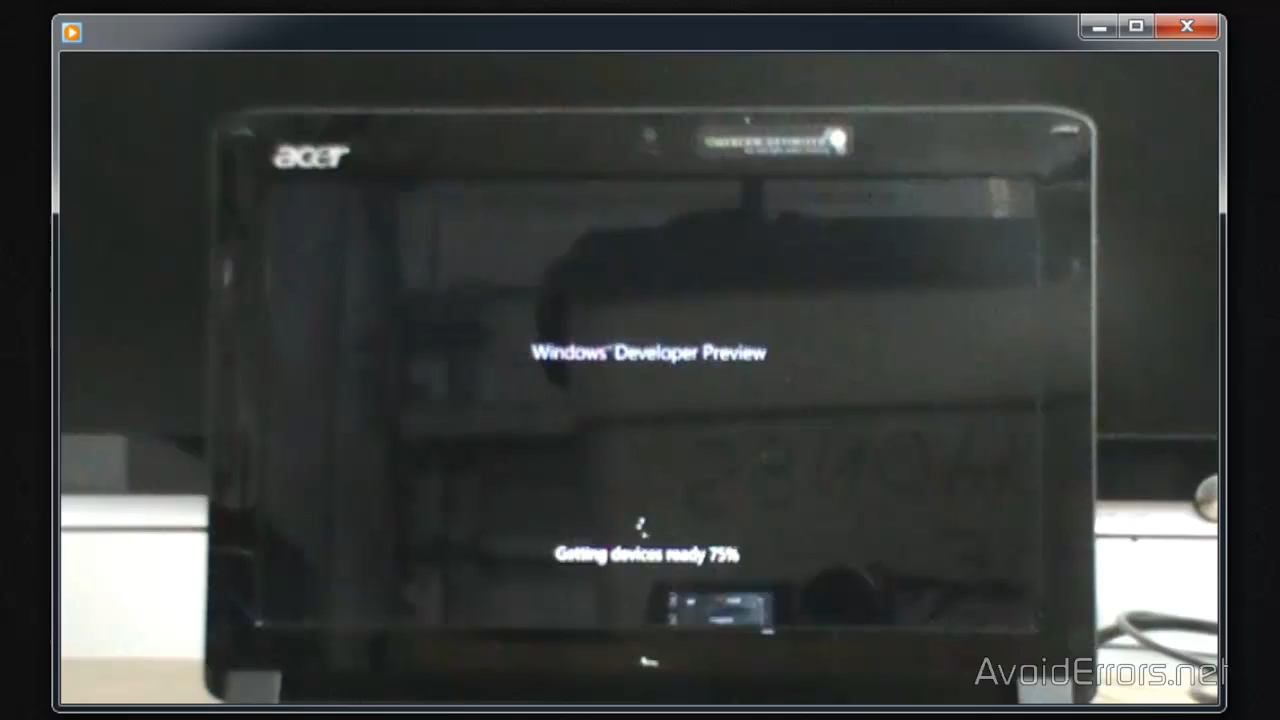 acer
Windows Developer Preview
Getting devices ready 75%
AvoidErrors.net